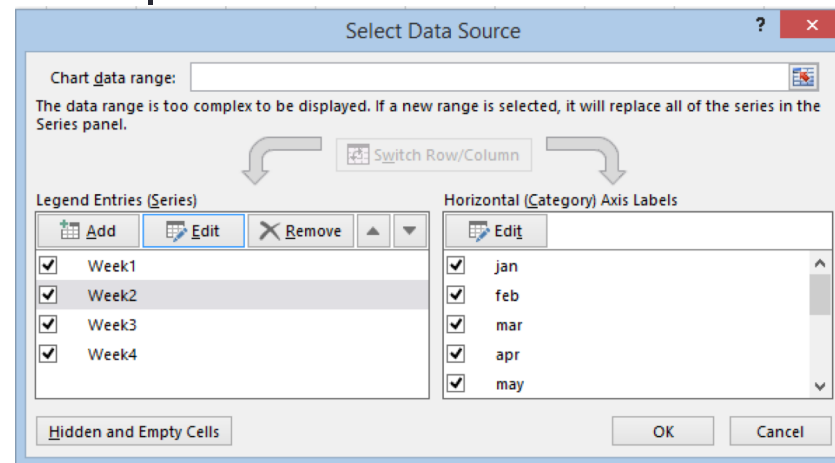 Select Data Source
? ×
Chart data range:
The data range is too complex to be displayed. If a new range is selected, it will replace all of the series in the
Series panel.
Switch Row/Column
Legend Entries (Series)
Add Edit Remove
Week1
Week2
Week3
Week4
Horizontal (Category) Axis Labels
Edit
jan
feb
mar
apr
may
Hidden and Empty Cells
OK Cancel